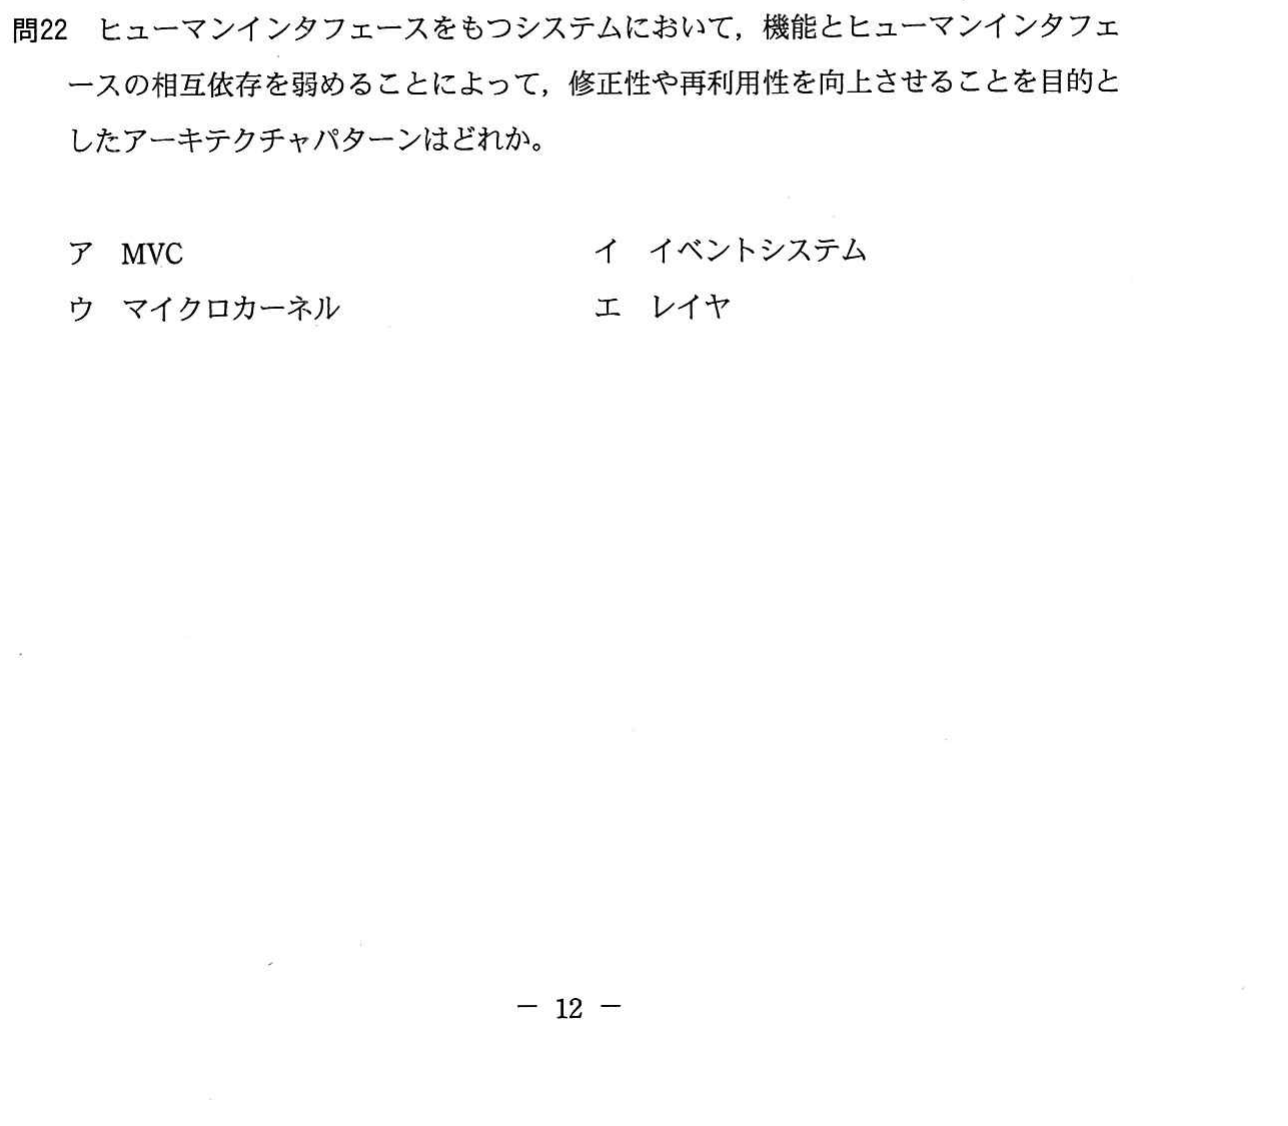 問22 ヒューマンインタフェースをもつシステムにおいて，機能とヒューマンインタフェ
ースの相互依存を弱めることによって，修正性や再利用性を向上させることを目的と
したアーキテクチャパターンはどれか。
ア MVC イ イベントシステム
ウ マイクロカーネル エ レイヤ
－ 12 －